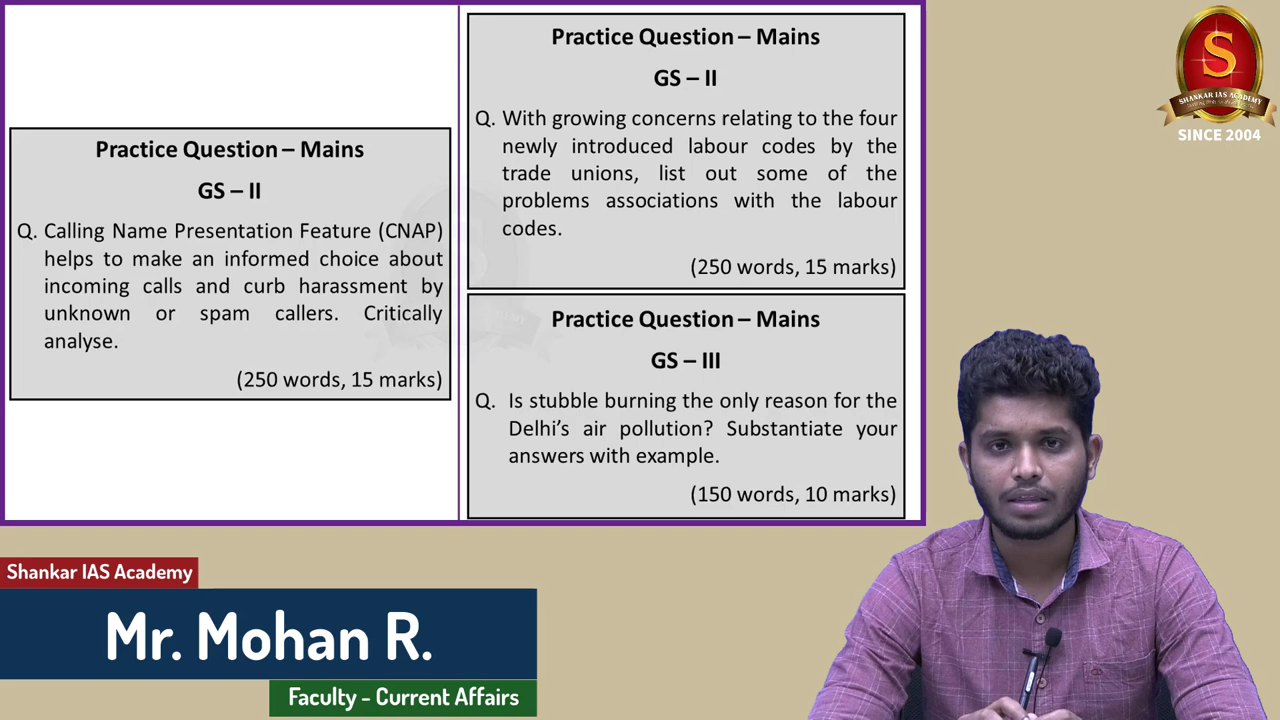 Practice Question – Mains
GS – II
Q. Calling Name Presentation Feature (CNAP)
helps to make an informed choice about
incoming calls and curb harassment by
unknown or spam callers. Critically
analyse.
(250 words, 15 marks)
Practice Question – Mains
GS – II
Q. With growing concerns relating to the four
newly introduced labour codes by the
trade unions, list out some of the
problems associations with the labour
codes.
(250 words, 15 marks)
Practice Question – Mains
GS – III
Q. Is stubble burning the only reason for the
Delhi's air pollution? Substantiate your
answers with example.
(150 words, 10 marks)
S
SHANKAR IAS ACADEMY
SINCE 2004
Shankar IAS Academy
Mr. Mohan R.
Faculty - Current Affairs